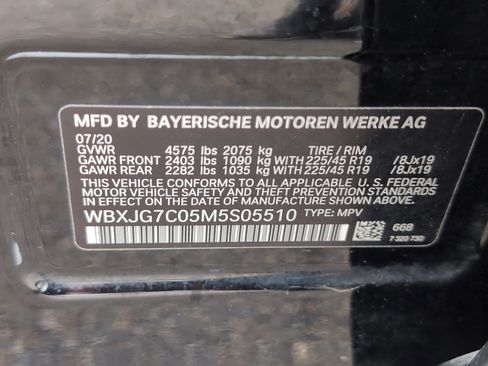 MFD BY BAYERISCHE MOTOREN WERKE AG
07/20
GVWR 4575 lbs 2075 kg TIRE / RIM
GAWR FRONT 2403 lbs 1090 kg WITH 225/45 R19 /8Jx19
GAWR REAR 2282 lbs 1035 kg WITH 225/45 R19 /8Jx19
THIS VEHICLE CONFORMS TO ALL APPLICABLE U.S. FEDERAL
MOTOR VEHICLE SAFETY AND THEFT PREVENTION STANDARDS
IN EFFECT ON THE DATE OF MANUFACTURE SHOWN ABOVE.
WBXJG7C05M5S05510 TYPE: MPV
668
7 320 730